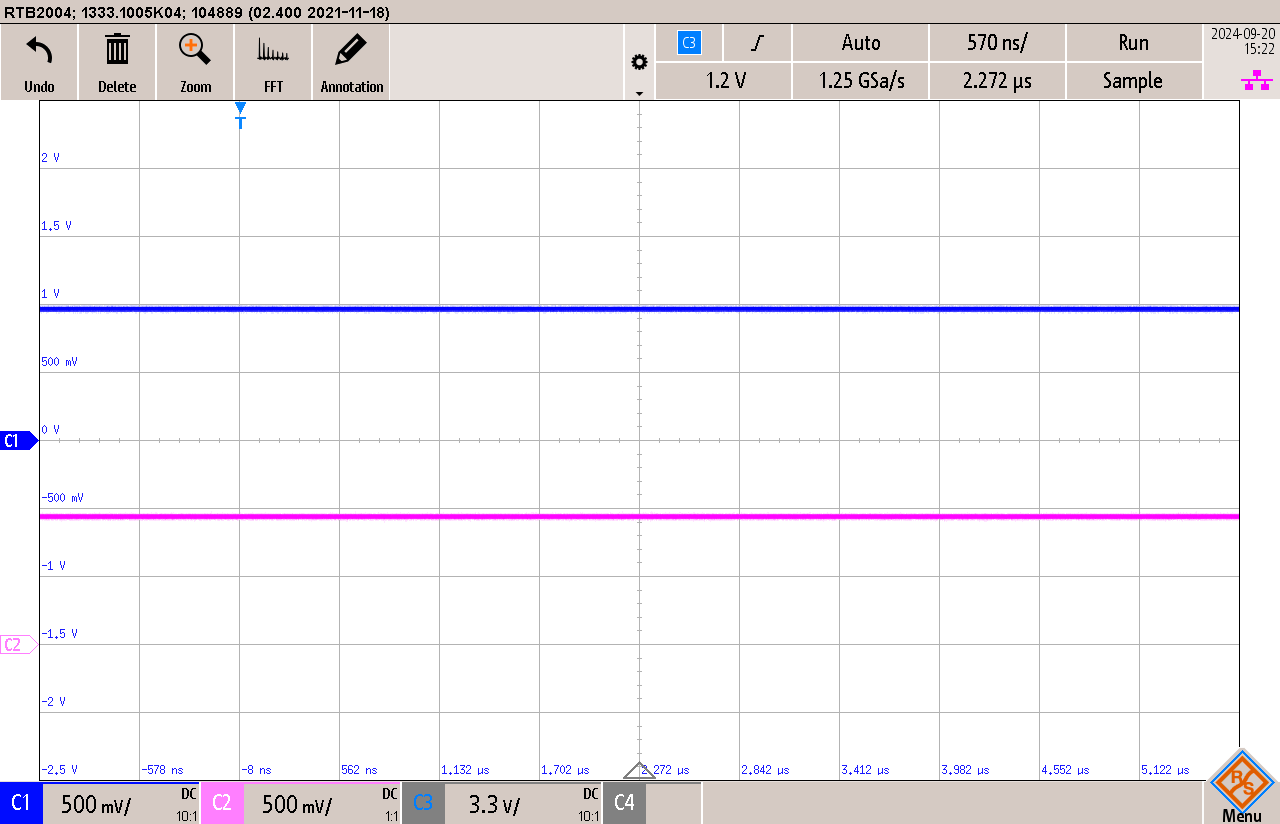 RTB2004; 1333.1005K04; 104889 (02.400 2021-11-18)
Undo
Delete
Zoom
FFT
Annotation
C3
Auto
570 ns/
Run
1.2 V
1.25 GSa/s
2.272 µs
Sample
2024-09-20
15:22
T
2 V
1.5 V
1 V
500 mV
C1
0 V
-500 mV
-1 V
C2
-1.5 V
-2 V
-2.5 V
-578 ns
-8 ns
562 ns
1.132 µs
1.702 µs
2.272 µs
2.842 µs
3.412 µs
3.982 µs
4.552 µs
5.122 µs
C1
500 mV/
DC
10:1
C2
500 mV/
DC
1:1
C3
3.3 V/
DC
10:1
C4
R S
Menu